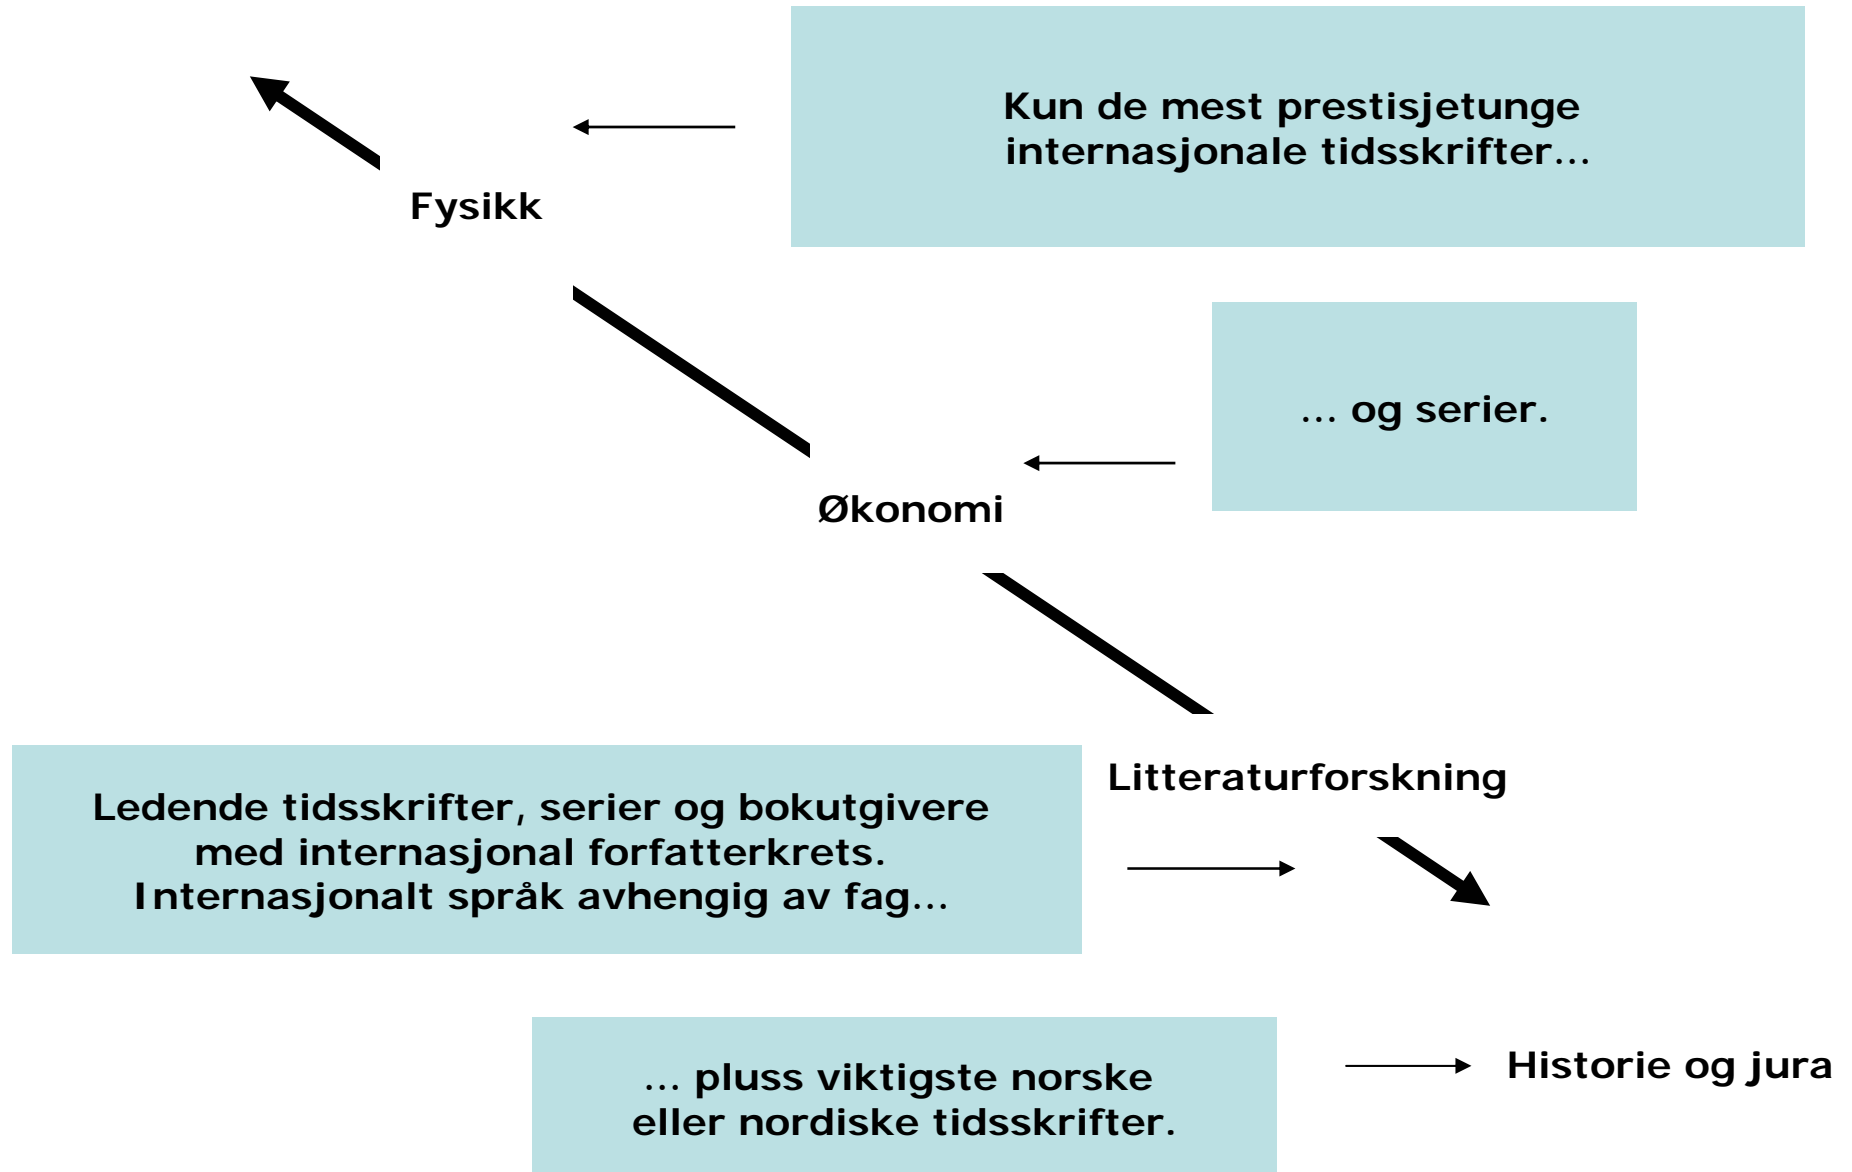 Kun de mest prestisjetunge
internasjonale tidsskrifter...
Fysikk
... og serier.
Økonomi
Litteraturforskning
Ledende tidsskrifter, serier og bokutgivere
med internasjonal forfatterkrets.
Internasjonalt språk avhengig av fag...
Historie og jura
... pluss viktigste norske
eller nordiske tidsskrifter.